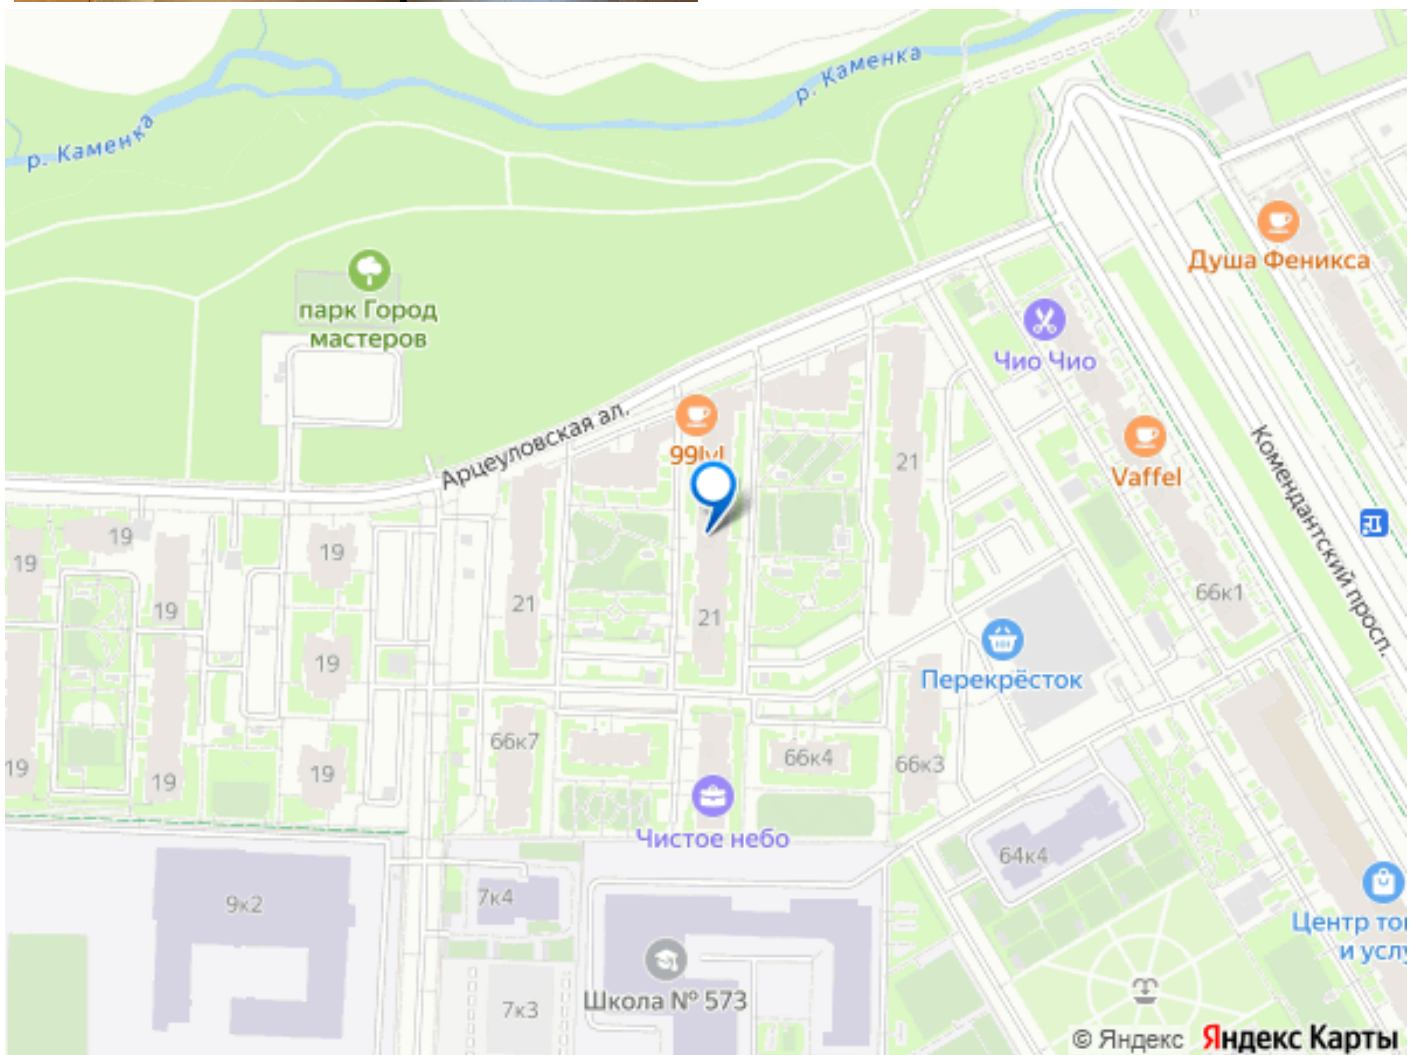 р. Каменка
р. Каменка
Душа Феникса
парк Город
мастеров
Чио Чио
Арцеуловская ал.
99lvl
Vaffel
Комендантский просп.
21
19
19
19
19
21
21
66к1
19
Перекрёсток
66к7
66к4
66к3
19
19
19
Чистое небо
64к4
9к2
7к4
Школа № 573
7к3
© Яндекс Яндекс Карты